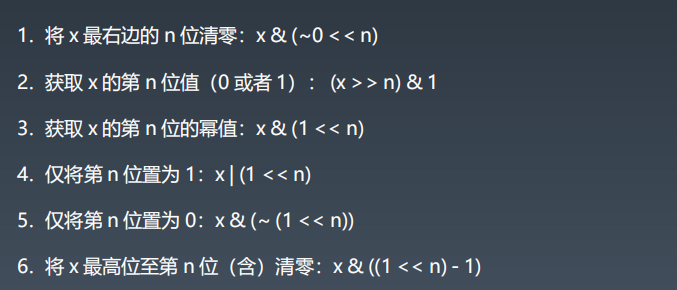 1. 将 x 最右边的 n 位清零：x & (~0 << n)
2. 获取 x 的第 n 位值（0 或者 1）： (x >> n) & 1
3. 获取 x 的第 n 位的幂值：x & (1 << n)
4. 仅将第 n 位置为 1：x | (1 << n)
5. 仅将第 n 位置为 0：x & (~ (1 << n))
6. 将 x 最高位至第 n 位（含）清零：x & ((1 << n) - 1)